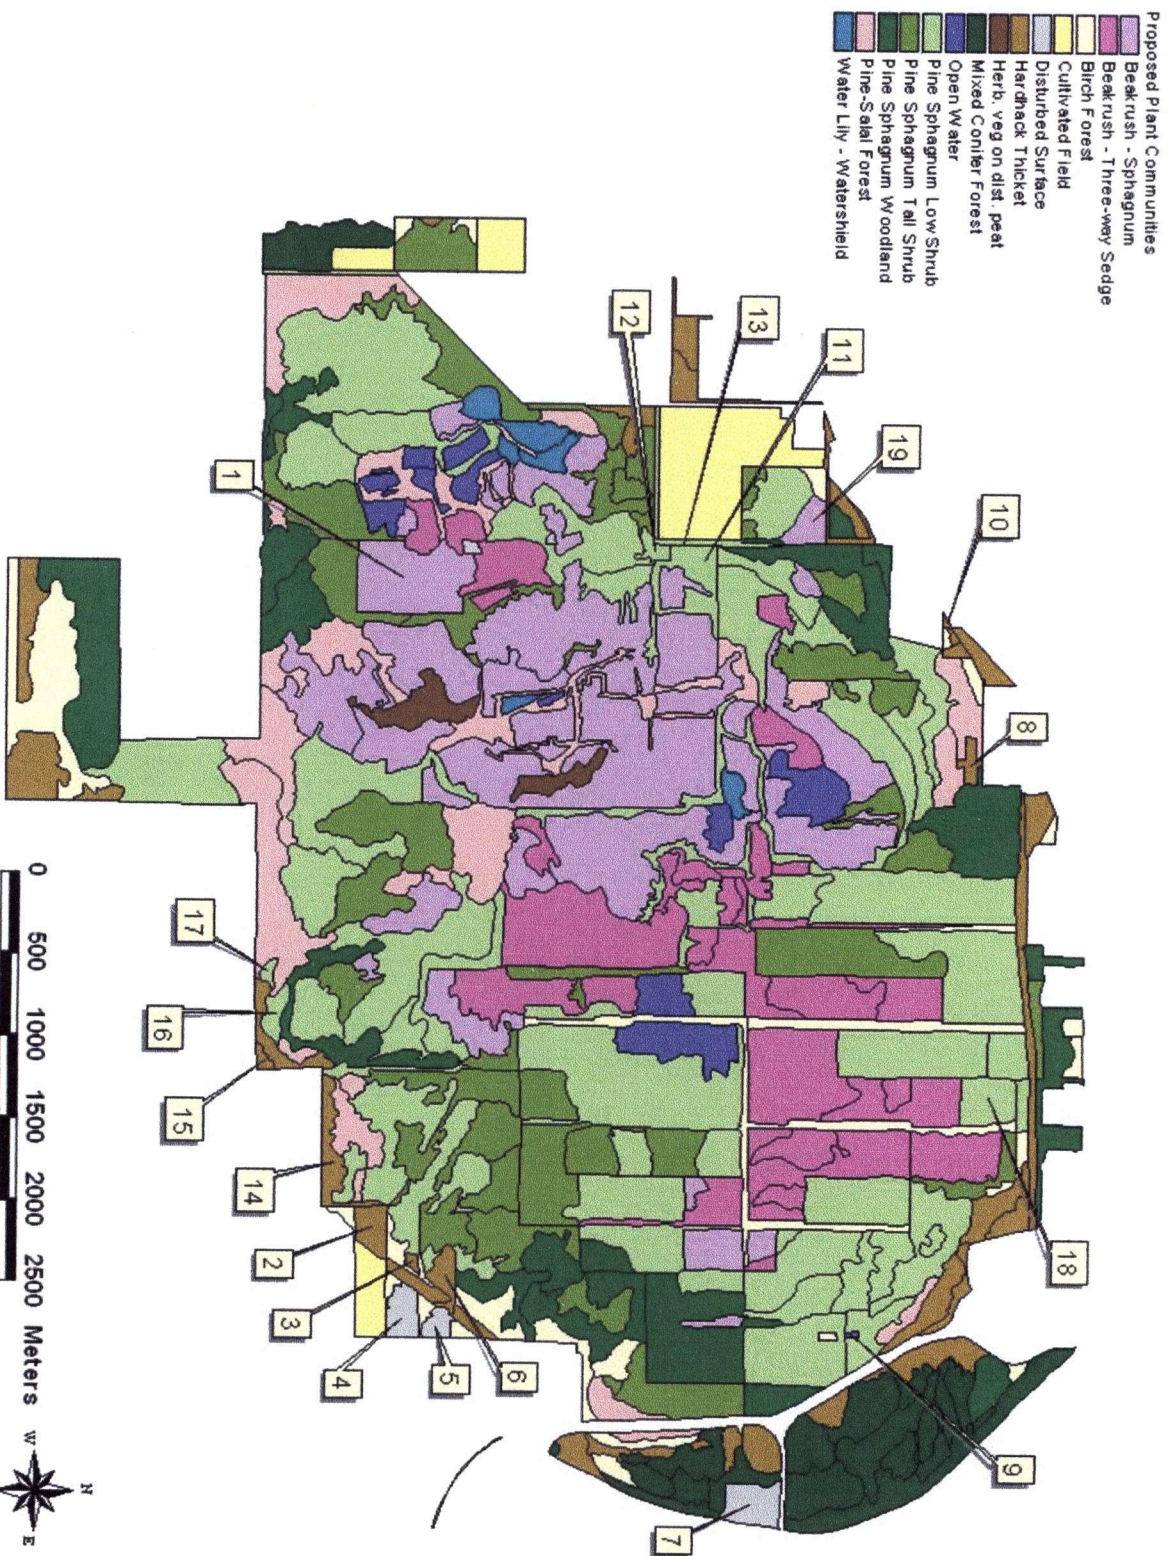 Proposed Plant Communities
Beakrush - Sphagnum
Beakrush - Three-way Sedge
Birch Forest
Cultivated Field
Disturbed Surface
Hardhack Thicket
Herb. veg on dist. peat
Mixed Conifer Forest
Open Water
Pine Sphagnum Low Shrub
Pine Sphagnum Tall Shrub
Pine Sphagnum Woodland
Pine-Salal Forest
Water Lily - Watershield
10
8
18
9
19
11
13
12
7
1
6
5
4
3
2
14
15
16
17
0 500 1000 1500 2000 2500 Meters
N
W E